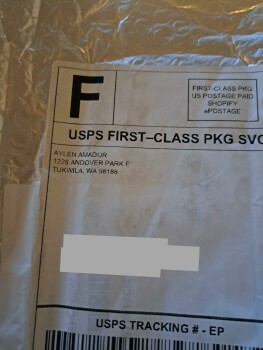 F
FIRST-CLASS PKG
US POSTAGE PAID
SHOPIFY
ePOSTAGE
USPS FIRST-CLASS PKG SVC
AYLEN AMADOR
ANDOVER PARK E
TUKWILA, WA 98188
USPS TRACKING # - EP